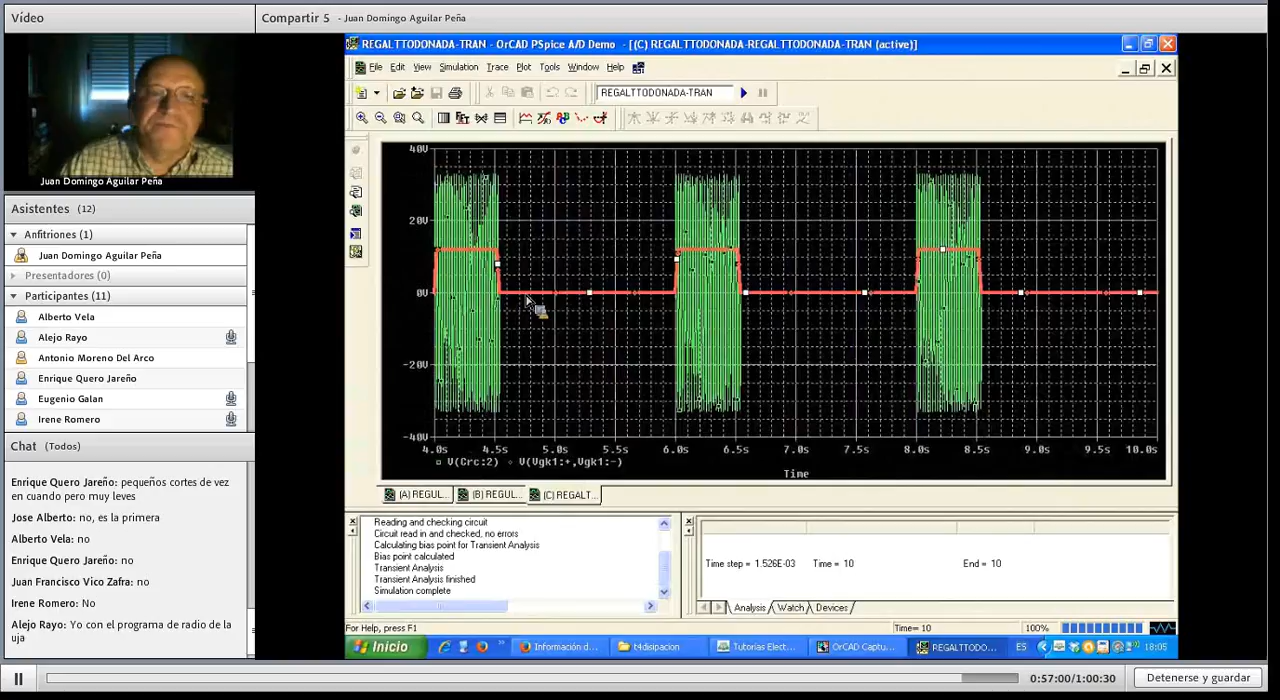 Vídeo
Compartir 5 - Juan Domingo Aguilar Peña
Juan Domingo Aguilar Peña
Asistentes (12)
Anfitriones (1)
Juan Domingo Aguilar Peña
Presentadores (0)
Participantes (11)
Alberto Vela
Alejo Rayo
Antonio Moreno Del Arco
Enrique Quero Jareño
Eugenio Galan
Irene Romero
Chat (Todos)
Enrique Quero Jareño: pequeños cortes de vez
en cuando pero muy leves
Jose Alberto: no, es la primera
Alberto Vela: no
Enrique Quero Jareño: no
Juan Francisco Vico Zafra: no
Irene Romero: No
Alejo Rayo: Yo con el programa de radio de la
uja
REGALTTODONADA-TRAN - OrCAD PSpice A/D Demo - [(C) REGALTTODONADA-REGALTTODONADA-TRAN (active)]
File Edit View Simulation Trace Plot Tools Window Help
REGALTTODONADA-TRAN
40V
20V
0V
-20V
-40V
4.0s 4.5s 5.0s 5.5s 6.0s 6.5s 7.0s 7.5s 8.0s 8.5s 9.0s 9.5s 10.0s
V(Crc:2) V(Vgk1:+,Vgk1:-)
Time
(A) REGUL... (B) REGUL... (C) REGALT...
Reading and checking circuit
Circuit read in and checked, no errors
Calculating bias point for Transient Analysis
Bias point calculated
Transient Analysis
Transient Analysis finished
Simulation complete
Time step = 1.526E-03 Time = 10 End = 10
Analysis Watch Devices
For Help, press F1 Time= 10 100%
Inicio Información d... t4disipacion Tutorias Elect... OrCAD Captu... REGALTTODO... ES 18:05
0:57:00/1:00:30 Detenerse y guardar